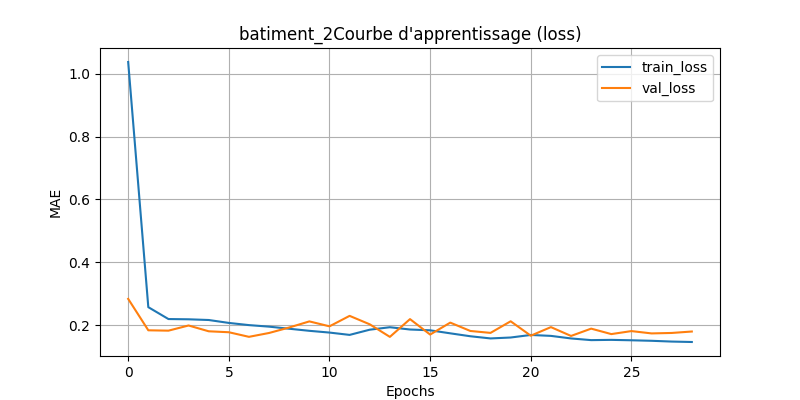 batiment_2Courbe d'apprentissage (loss)
train_loss
val_loss
MAE
1.0
0.8
0.6
0.4
0.2
0 5 10 15 20 25
Epochs